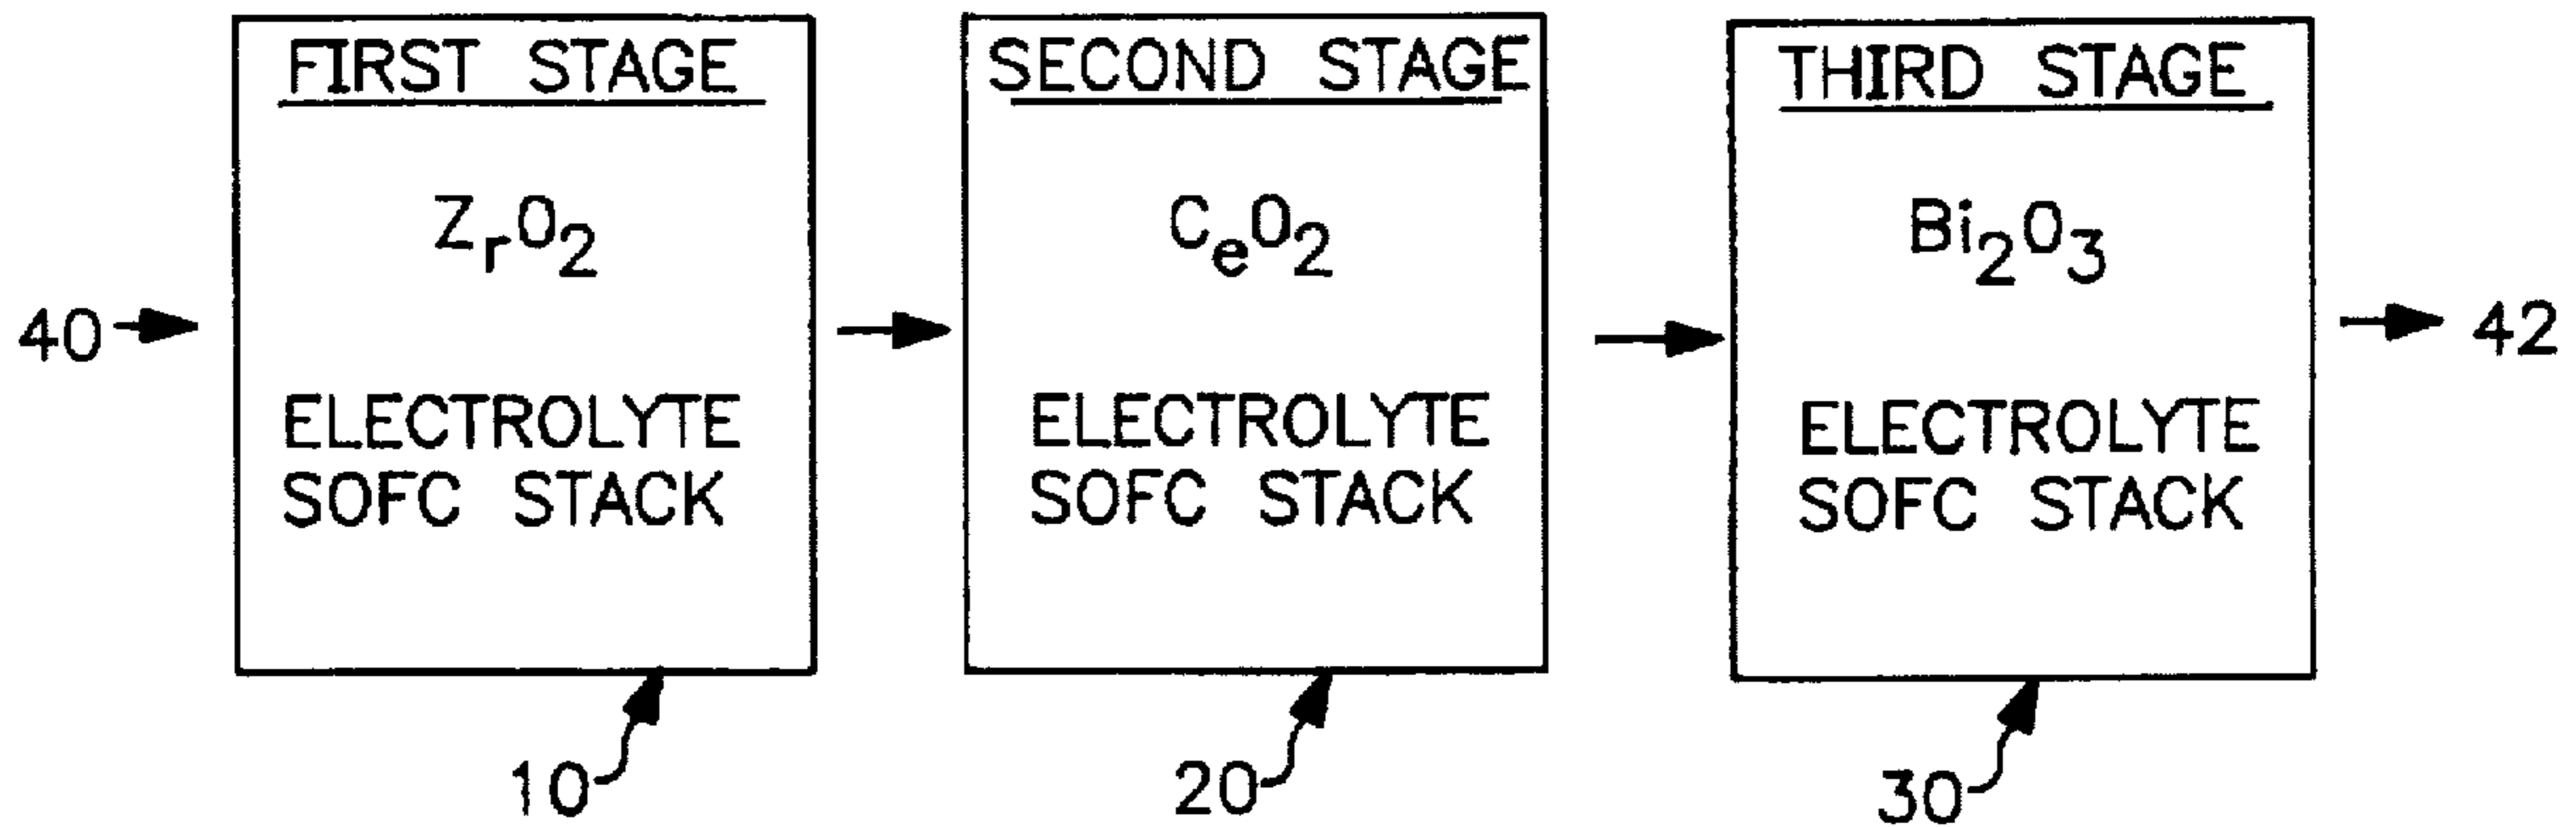 FIRST STAGE
ZrO2
ELECTROLYTE
SOFC STACK
10
SECOND STAGE
CeO2
ELECTROLYTE
SOFC STACK
20
THIRD STAGE
Bi2O3
ELECTROLYTE
SOFC STACK
30
40
42